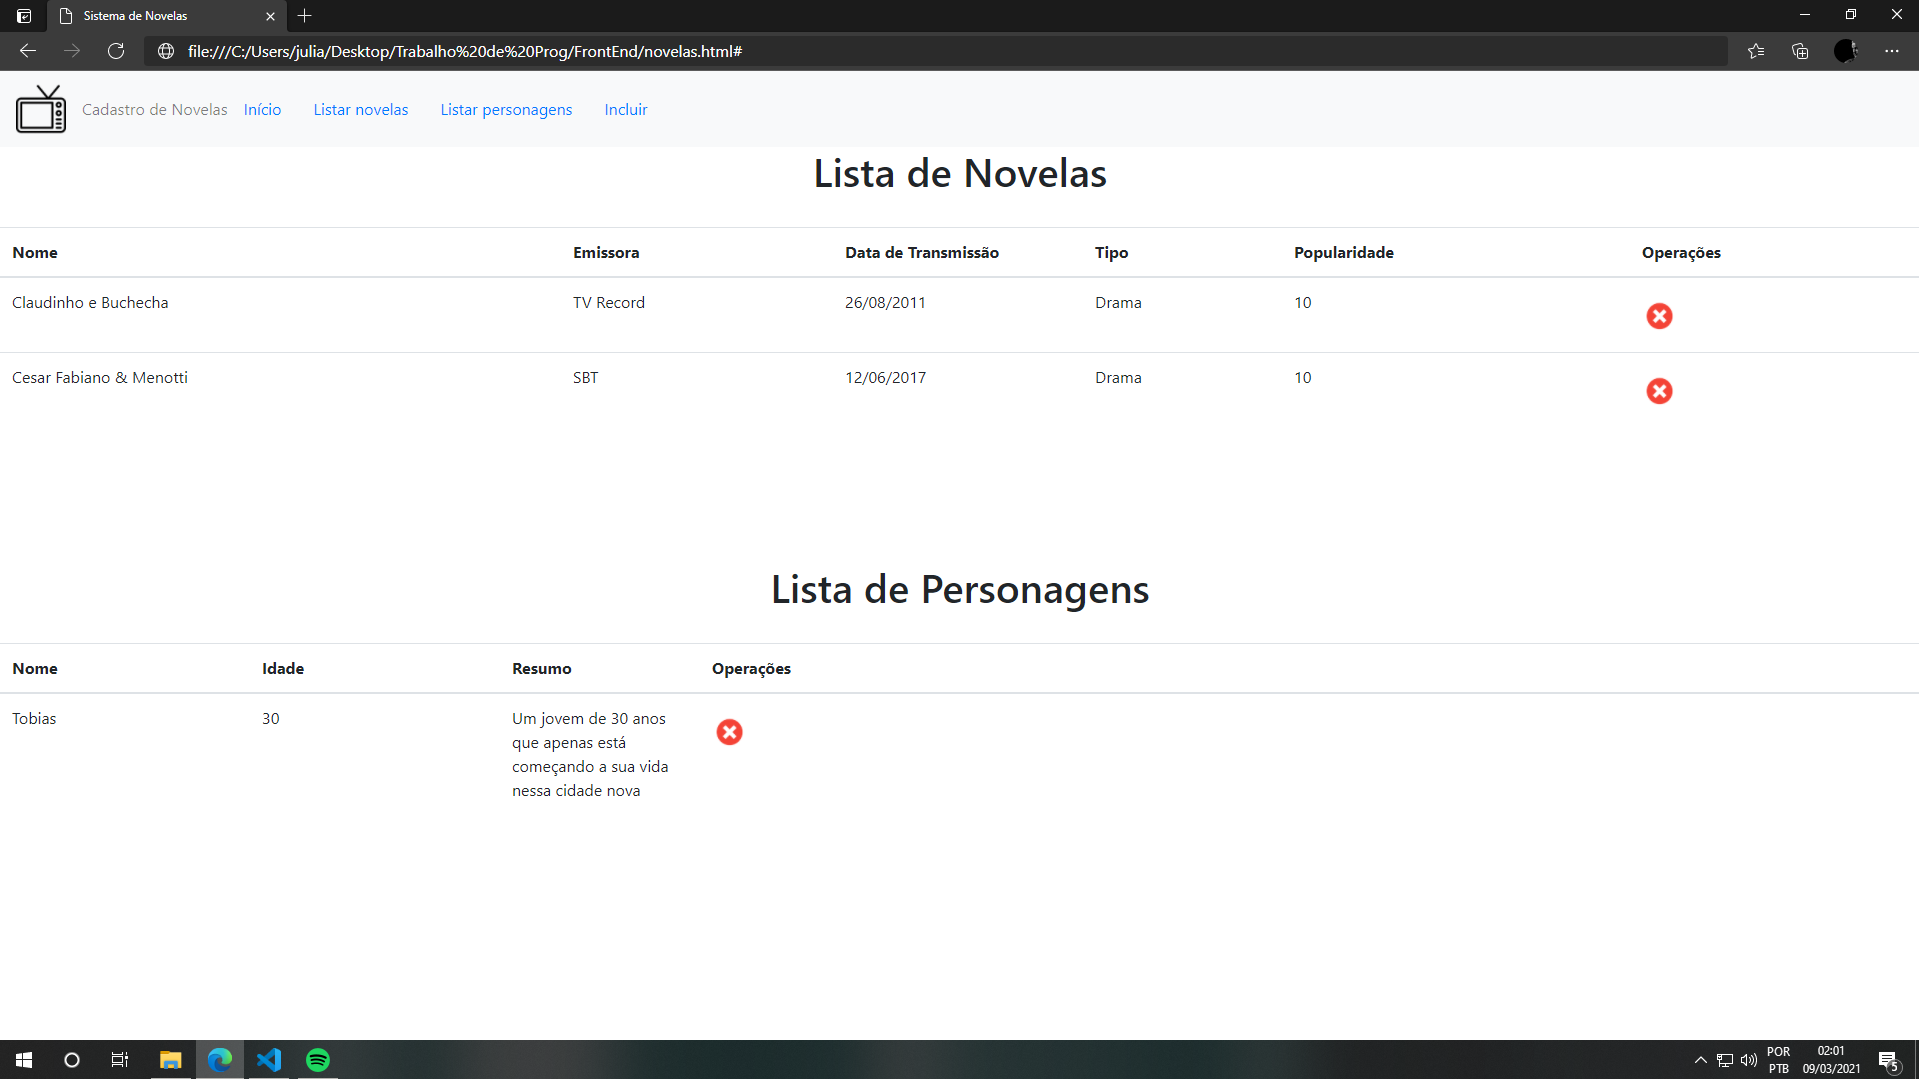 Sistema de Novelas
file:///C:/Users/julia/Desktop/Trabalho%20de%20Prog/FrontEnd/novelas.html#
Cadastro de Novelas Início Listar novelas Listar personagens Incluir
Lista de Novelas
Nome Emissora Data de Transmissão Tipo Popularidade Operações
Claudinho e Buchecha TV Record 26/08/2011 Drama 10
Cesar Fabiano & Menotti SBT 12/06/2017 Drama 10
Lista de Personagens
Nome Idade Resumo Operações
Tobias 30 Um jovem de 30 anos
que apenas está
começando a sua vida
nessa cidade nova
POR 02:01
PTB 09/03/2021 5